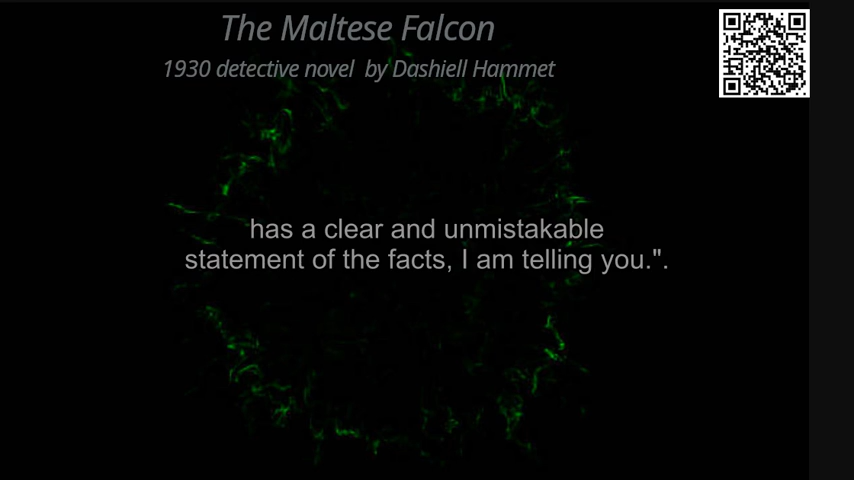 The Maltese Falcon
1930 detective novel  by Dashiell Hammet
has a clear and unmistakable
statement of the facts, I am telling you.".